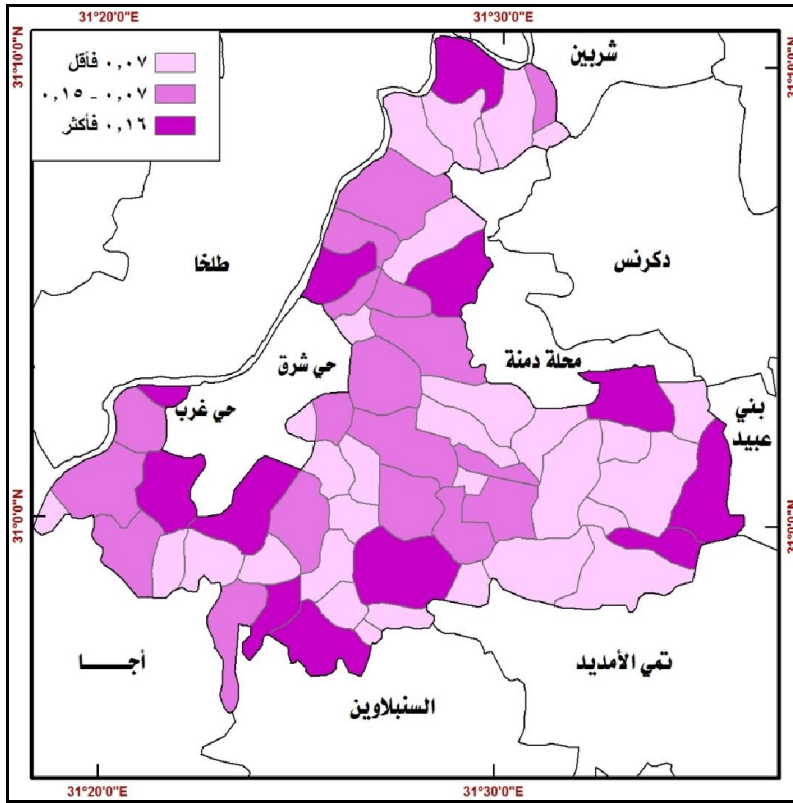 31°20'0"E
31°30'0"E
31°10'0"N
31°10'0"N
٠,٠٧ فأقل
٠,٠٧ - ٠,١٥
٠,١٦ فأكثر
شربين
طلخا
دكرنس
محلة دمنة
حي شرق
حي غرب
بني
عبيد
31°0'0"N
31°0'0"N
أجـــــا
تمي الأمديد
السنبلاوين
31°20'0"E
31°30'0"E